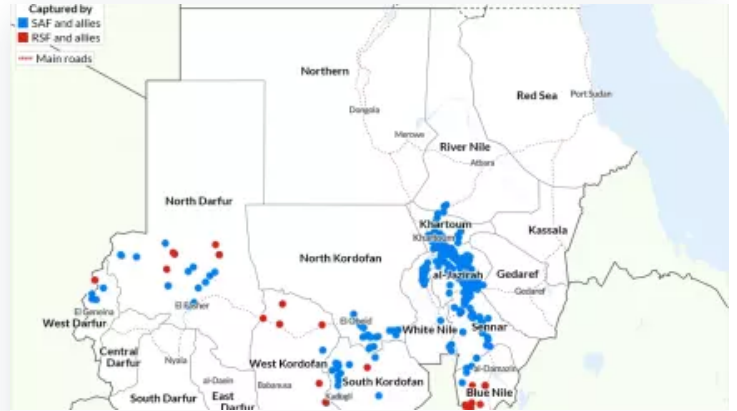 Captured by
SAF and allies
RSF and allies
Main roads
Northern
Red Sea
Port Sudan
Dongola
Merowe
River Nile
Atbara
North Darfur
Khartoum
Khartoum
Kassala
North Kordofan
al-Jazirah
Gedaref
Gedaref
El Geneina
El Fasher
West Darfur
El Obeid
White Nile
Sennar
Central
Darfur
Nyala
West Kordofan
al-Damazin
al-Daein
Babanusa
South Kordofan
Kadugli
Blue Nile
South Darfur
East
Darfur